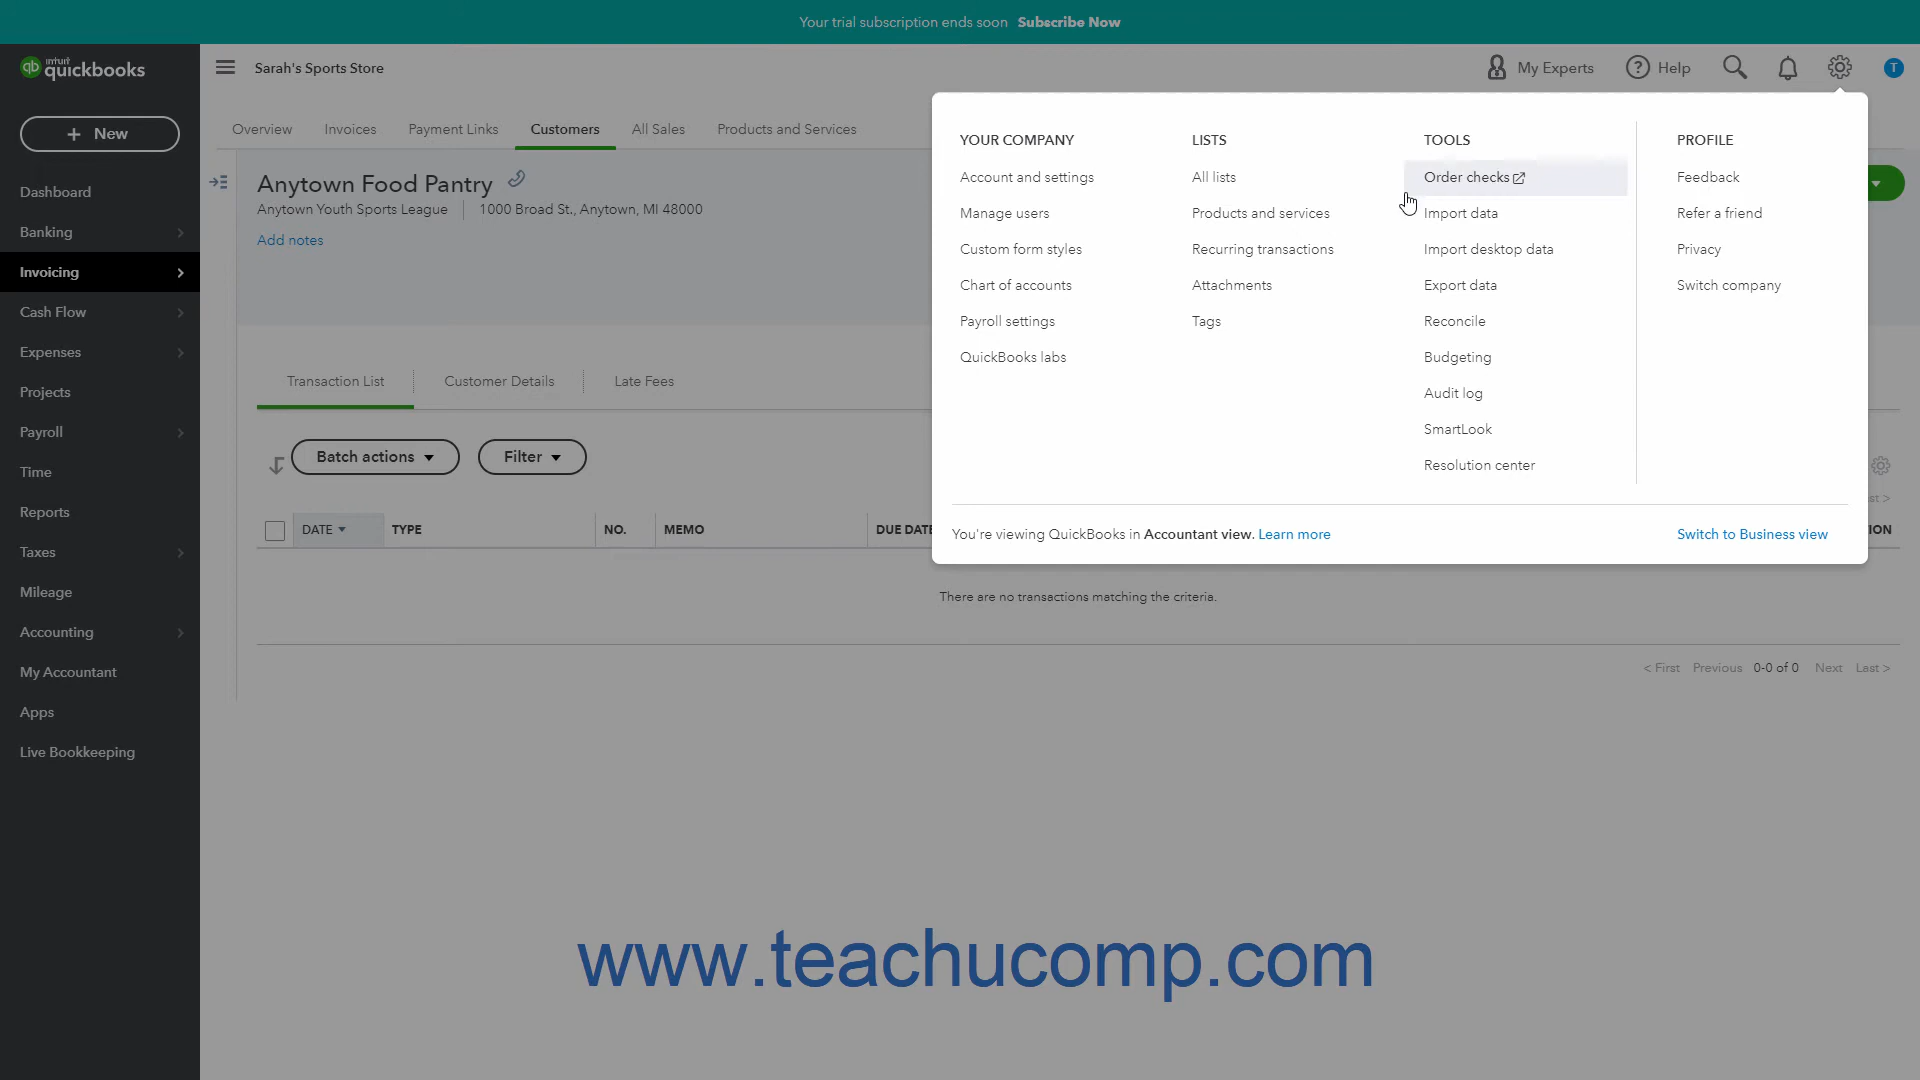 Your trial subscription ends soon Subscribe Now
intuit quickbooks
Sarah's Sports Store
My Experts
Help
T
+ New
Dashboard
Banking
Invoicing
Cash Flow
Expenses
Projects
Payroll
Time
Reports
Taxes
Mileage
Accounting
My Accountant
Apps
Live Bookkeeping
Overview Invoices Payment Links Customers All Sales Products and Services
Anytown Food Pantry
Anytown Youth Sports League 1000 Broad St., Anytown, MI 48000
Add notes
Transaction List Customer Details Late Fees
Batch actions Filter
DATE TYPE NO. MEMO DUE DATE
There are no transactions matching the criteria.
< First Previous 0-0 of 0 Next Last >
YOUR COMPANY
Account and settings
Manage users
Custom form styles
Chart of accounts
Payroll settings
QuickBooks labs
LISTS
All lists
Products and services
Recurring transactions
Attachments
Tags
TOOLS
Order checks
Import data
Import desktop data
Export data
Reconcile
Budgeting
Audit log
SmartLook
Resolution center
PROFILE
Feedback
Refer a friend
Privacy
Switch company
You're viewing QuickBooks in Accountant view. Learn more
Switch to Business view
www.teachucomp.com